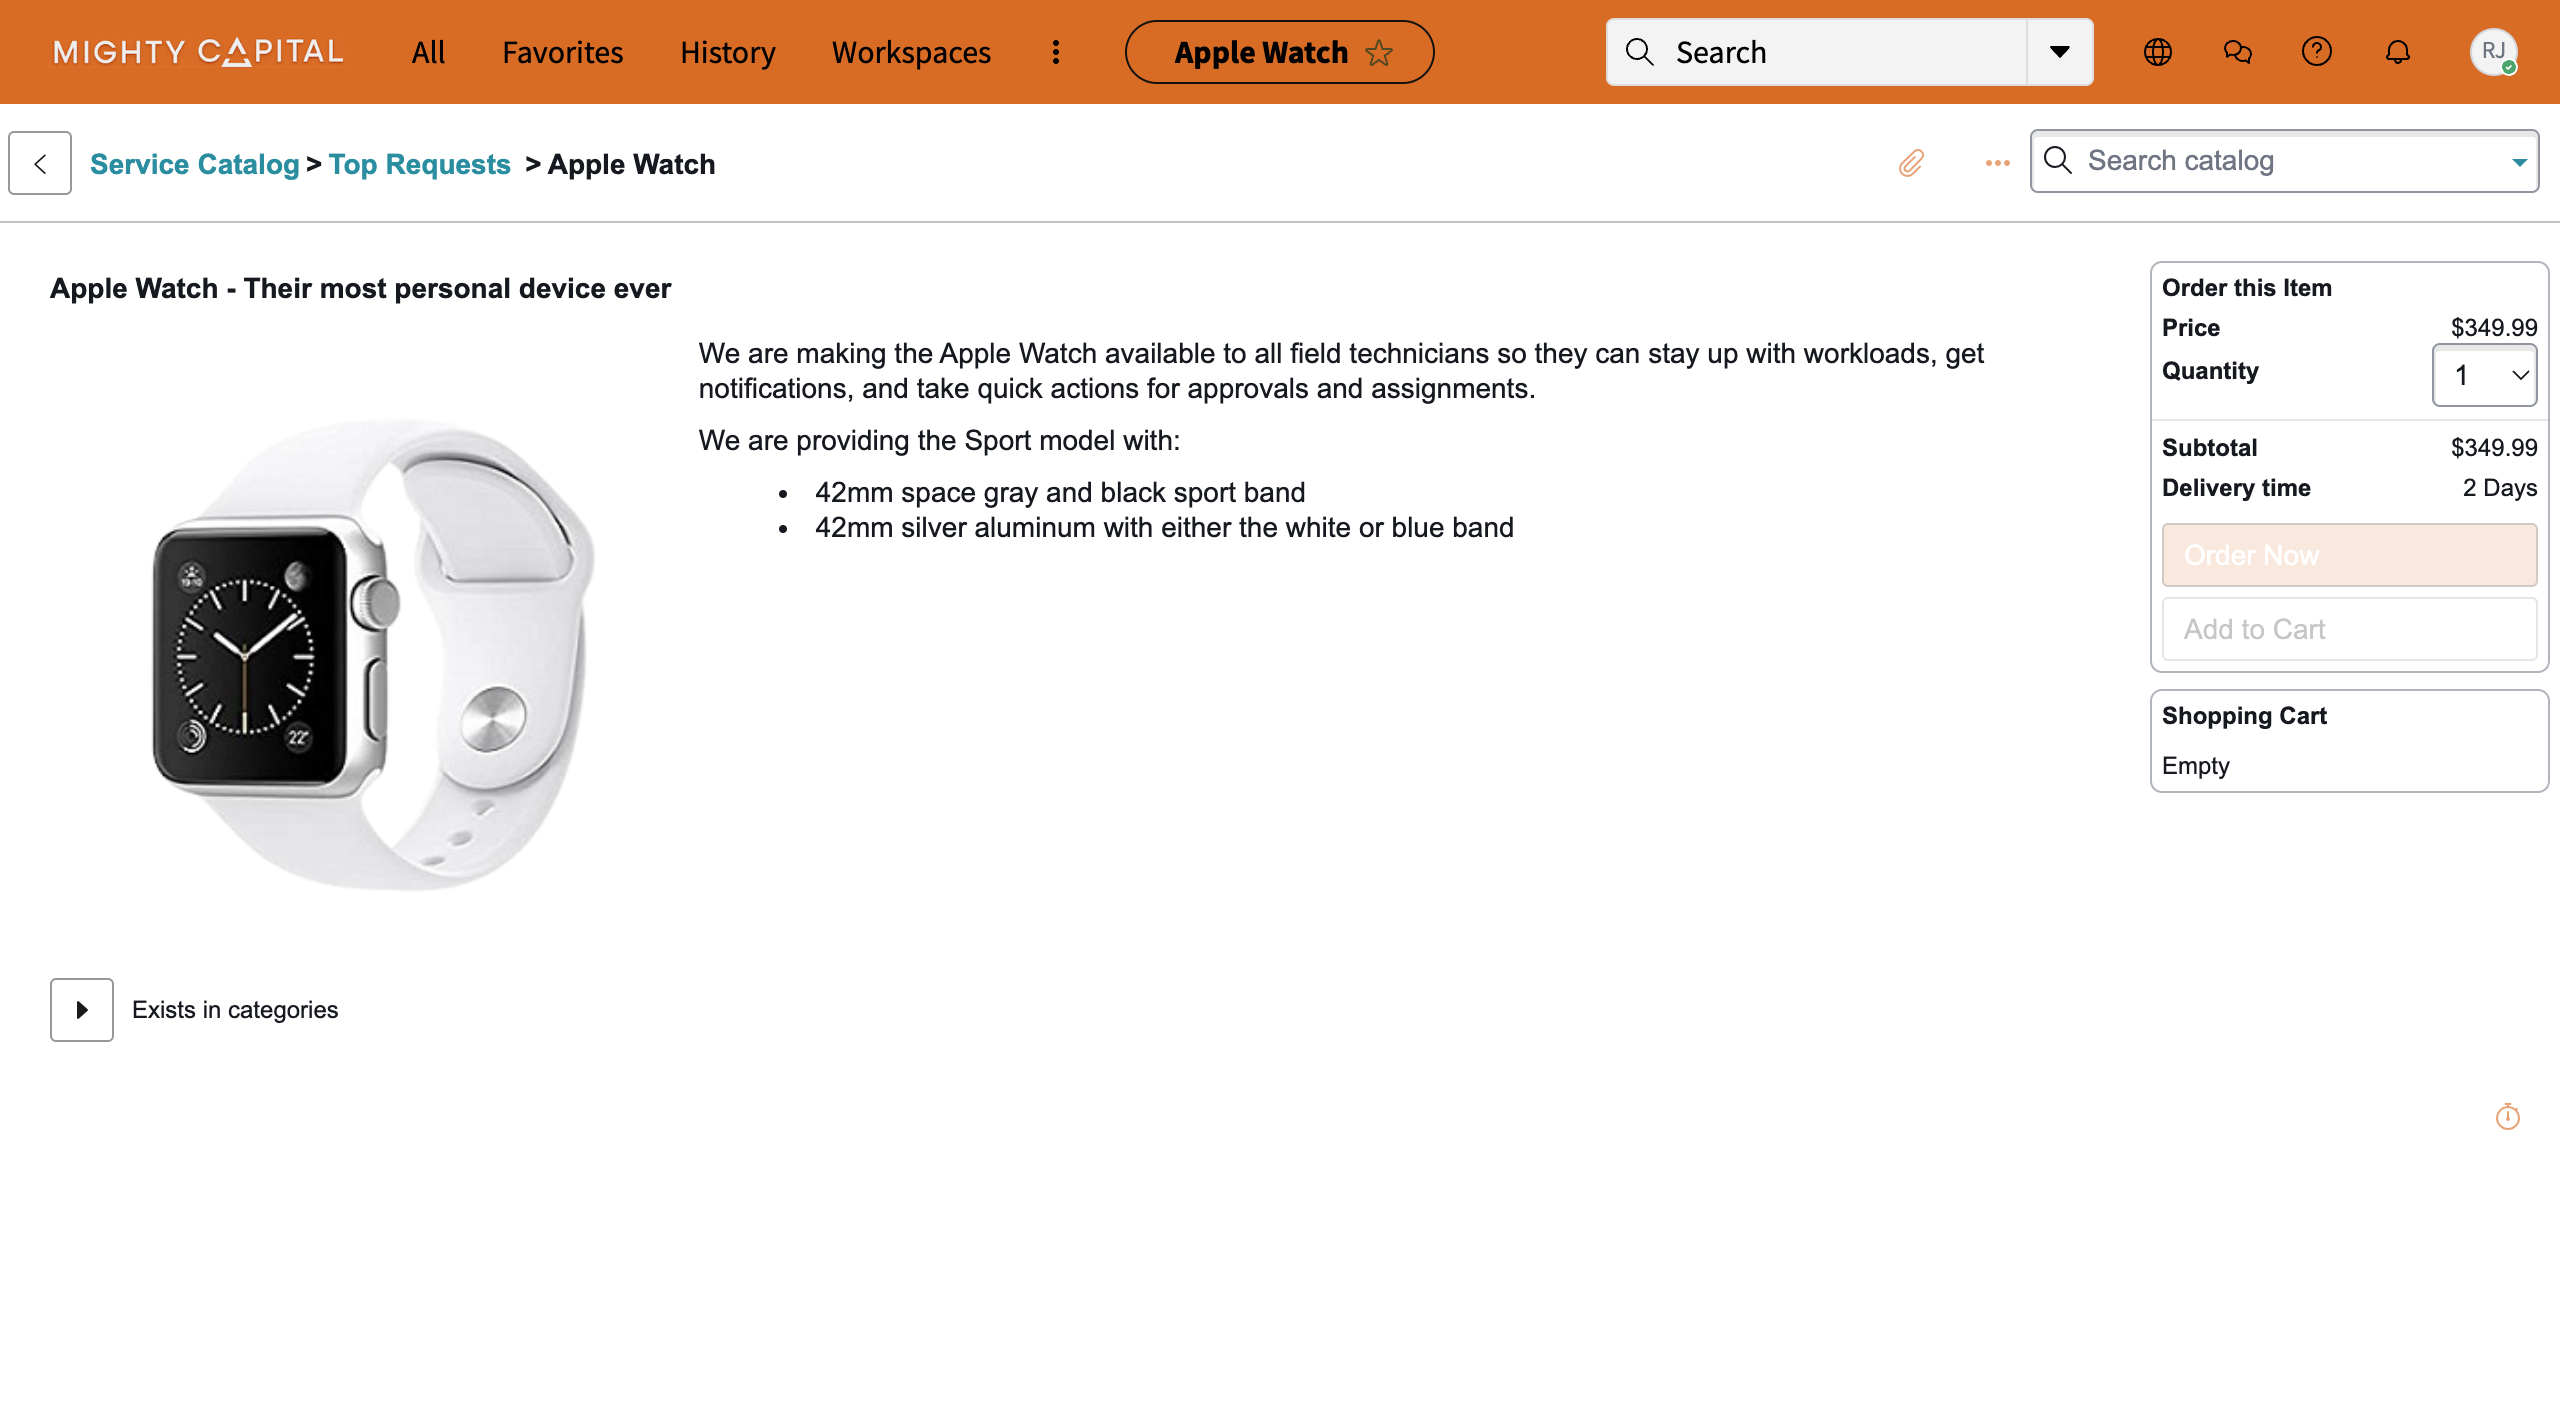 MIGHTY CAPITAL
All
Favorites
History
Workspaces
Apple Watch
Search
RJ
Service Catalog > Top Requests > Apple Watch
Search catalog
Apple Watch - Their most personal device ever
We are making the Apple Watch available to all field technicians so they can stay up with workloads, get
notifications, and take quick actions for approvals and assignments.
We are providing the Sport model with:
• 42mm space gray and black sport band
• 42mm silver aluminum with either the white or blue band
22°
Order this Item
Price $349.99
Quantity 1
Subtotal $349.99
Delivery time 2 Days
Order Now
Add to Cart
Shopping Cart
Empty
Exists in categories